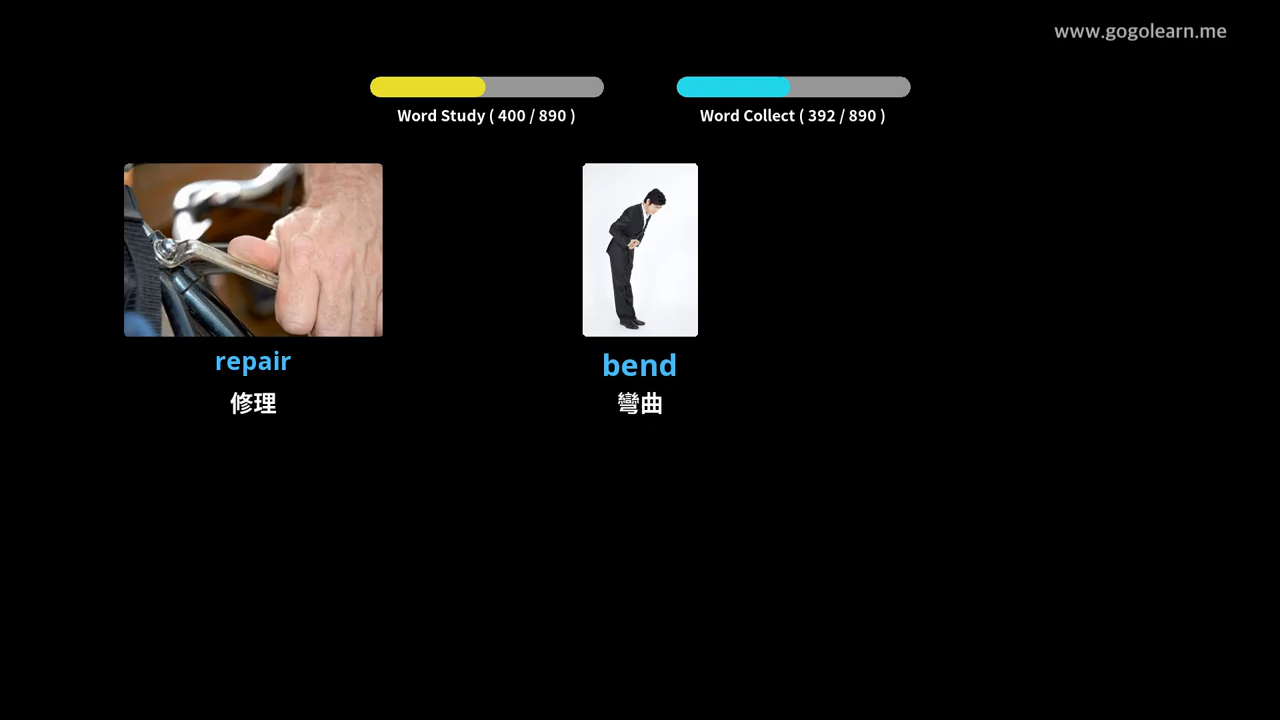 www.gogolearn.me
Word Study ( 400 / 890 )
Word Collect ( 392 / 890 )
repair
修理
bend
彎曲